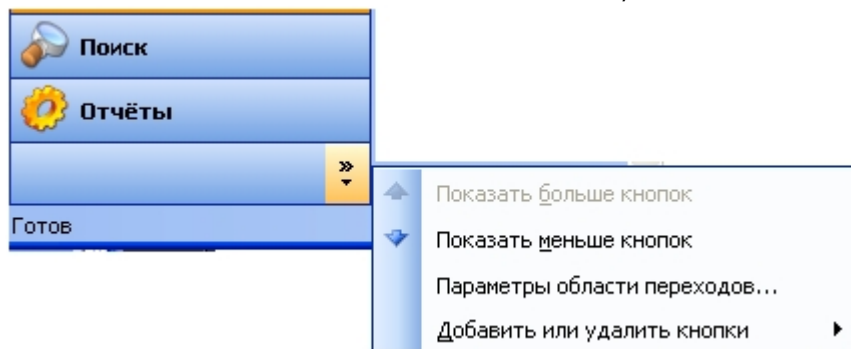 Поиск
Отчёты
Готов
Показать больше кнопок
Показать меньше кнопок
Параметры области переходов...
Добавить или удалить кнопки